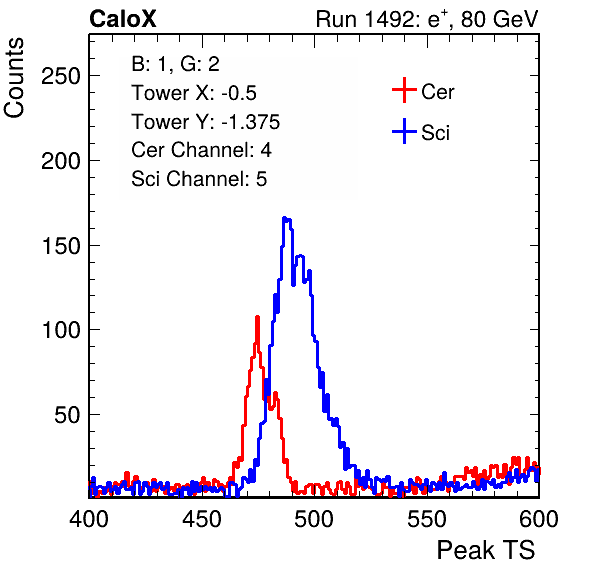 CaloX
Run 1492: e⁺, 80 GeV
Counts
B: 1, G: 2
Tower X: -0.5
Tower Y: -1.375
Cer Channel: 4
Sci Channel: 5
Cer
Sci
250
200
150
100
50
400 450 500 550 600
Peak TS